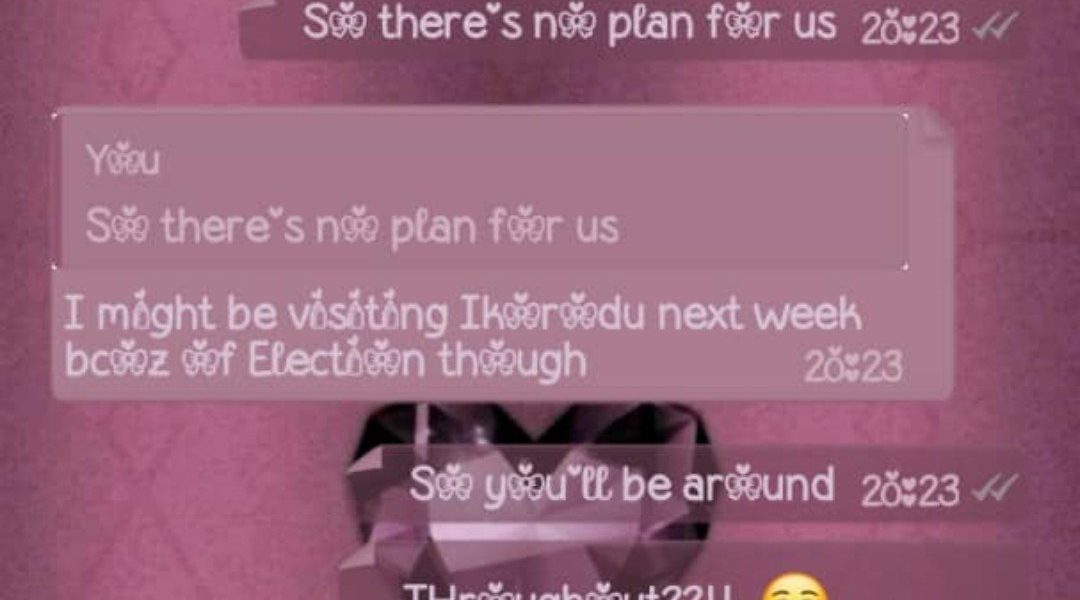 So there's no plan for us 20:23
You
So there's no plan for us
I might be visiting Ikorodu next week
bcoz of Election though 20:23
So you'll be around 20:23
THroughout??!!